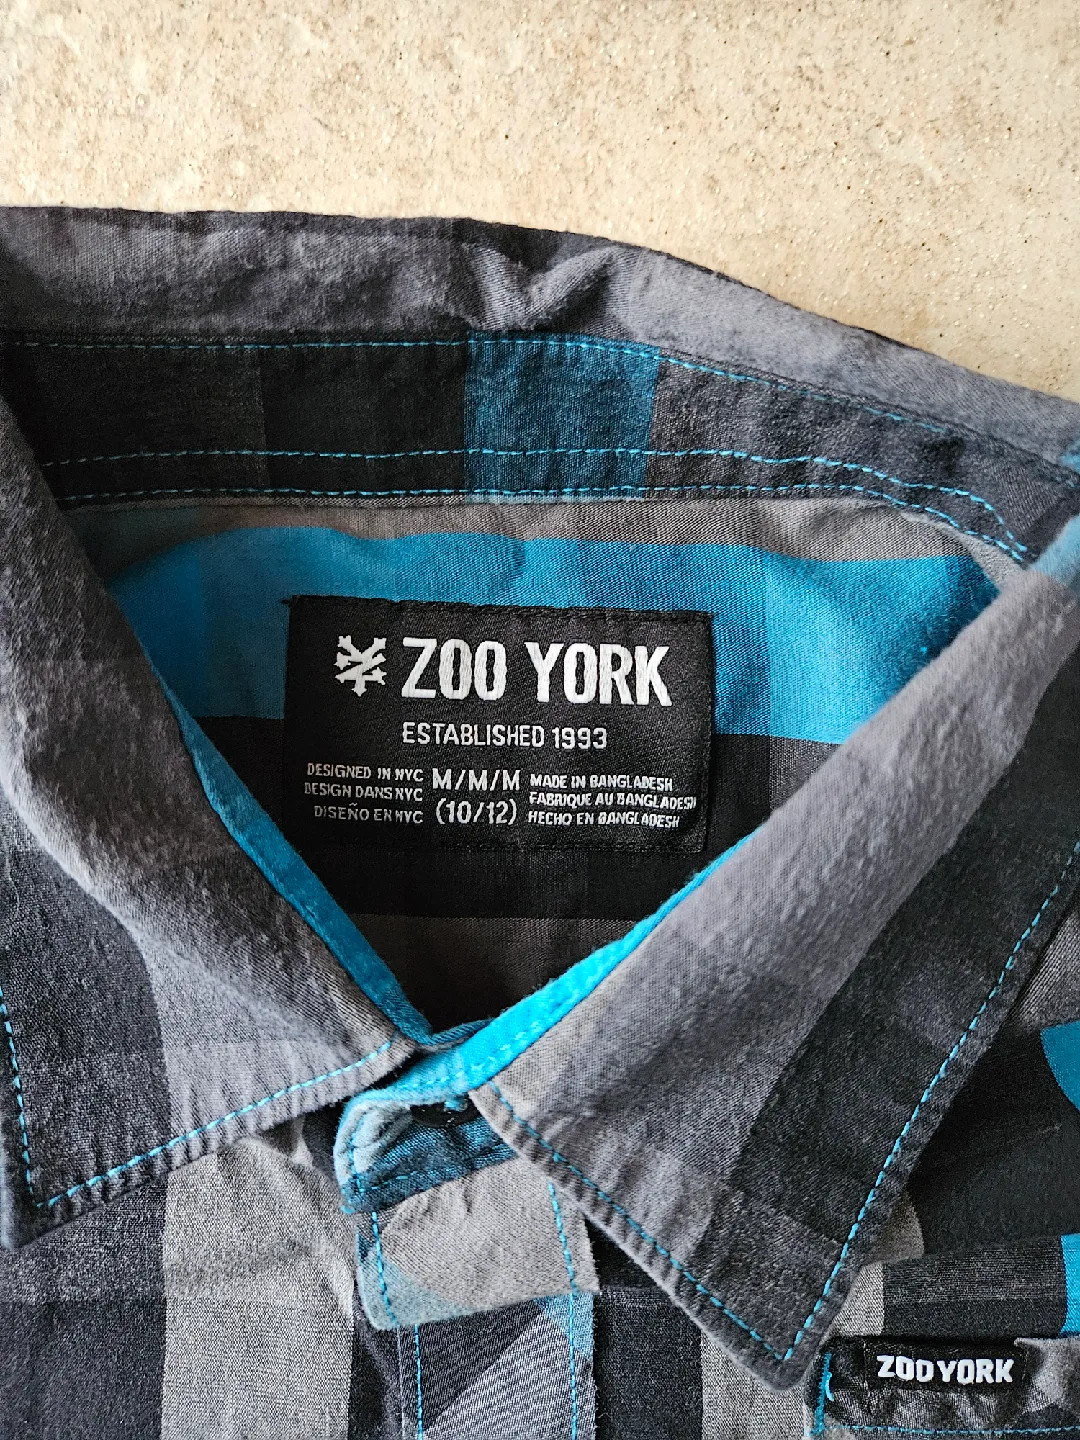 ZOO YORK
ESTABLISHED 1993
DESIGNED IN NYC M/M/M MADE IN BANGLADESH
DESIGN DANS NYC FABRIQUE AU BANGLADESH
DISEÑO EN NYC (10/12) HECHO EN BANGLADESH
ZOO YORK